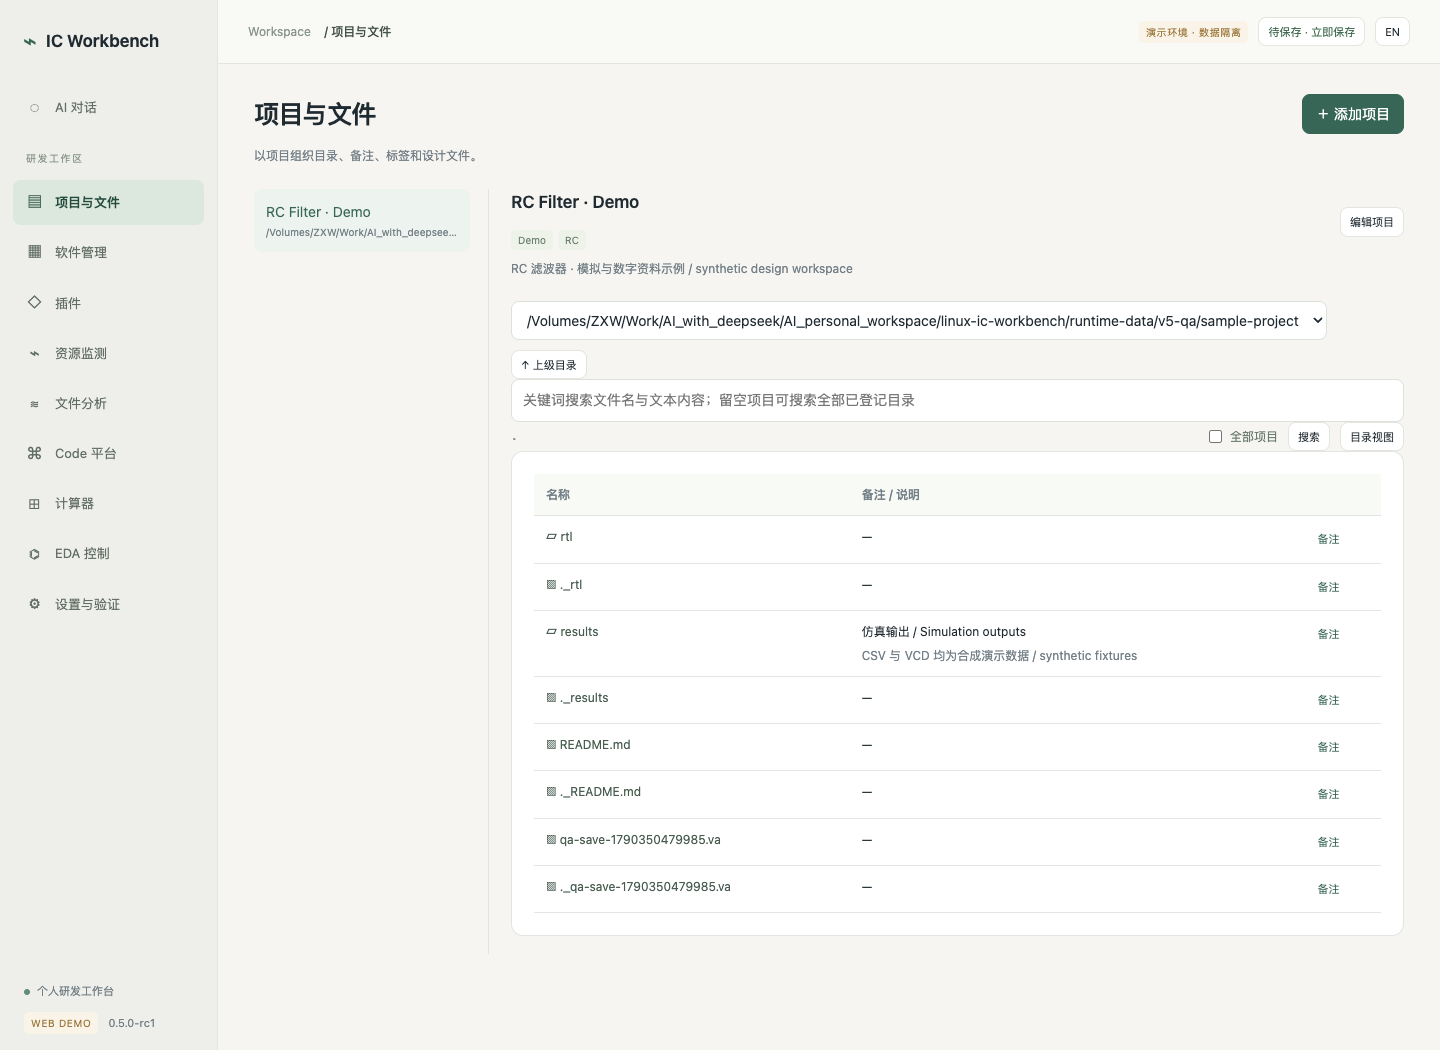 IC Workbench
AI 对话
研发工作区
项目与文件
软件管理
插件
资源监测
文件分析
Code 平台
计算器
EDA 控制
设置与验证
个人研发工作台
WEB DEMO 0.5.0-rc1
Workspace / 项目与文件
演示环境 · 数据隔离
待保存 · 立即保存
EN
项目与文件
+ 添加项目
以项目组织目录、备注、标签和设计文件。
RC Filter · Demo
/Volumes/ZXW/Work/AI_with_deepsee...
RC Filter · Demo
编辑项目
Demo RC
RC 滤波器 · 模拟与数字资料示例 / synthetic design workspace
/Volumes/ZXW/Work/AI_with_deepseek/AI_personal_workspace/linux-ic-workbench/runtime-data/v5-qa/sample-project
↑ 上级目录
关键词搜索文件名与文本内容；留空项目可搜索全部已登记目录
.
全部项目 搜索 目录视图
名称 备注 / 说明
rtl — 备注
._rtl — 备注
results 仿真输出 / Simulation outputs 备注
CSV 与 VCD 均为合成演示数据 / synthetic fixtures
._results — 备注
README.md — 备注
._README.md — 备注
qa-save-1790350479985.va — 备注
._qa-save-1790350479985.va — 备注